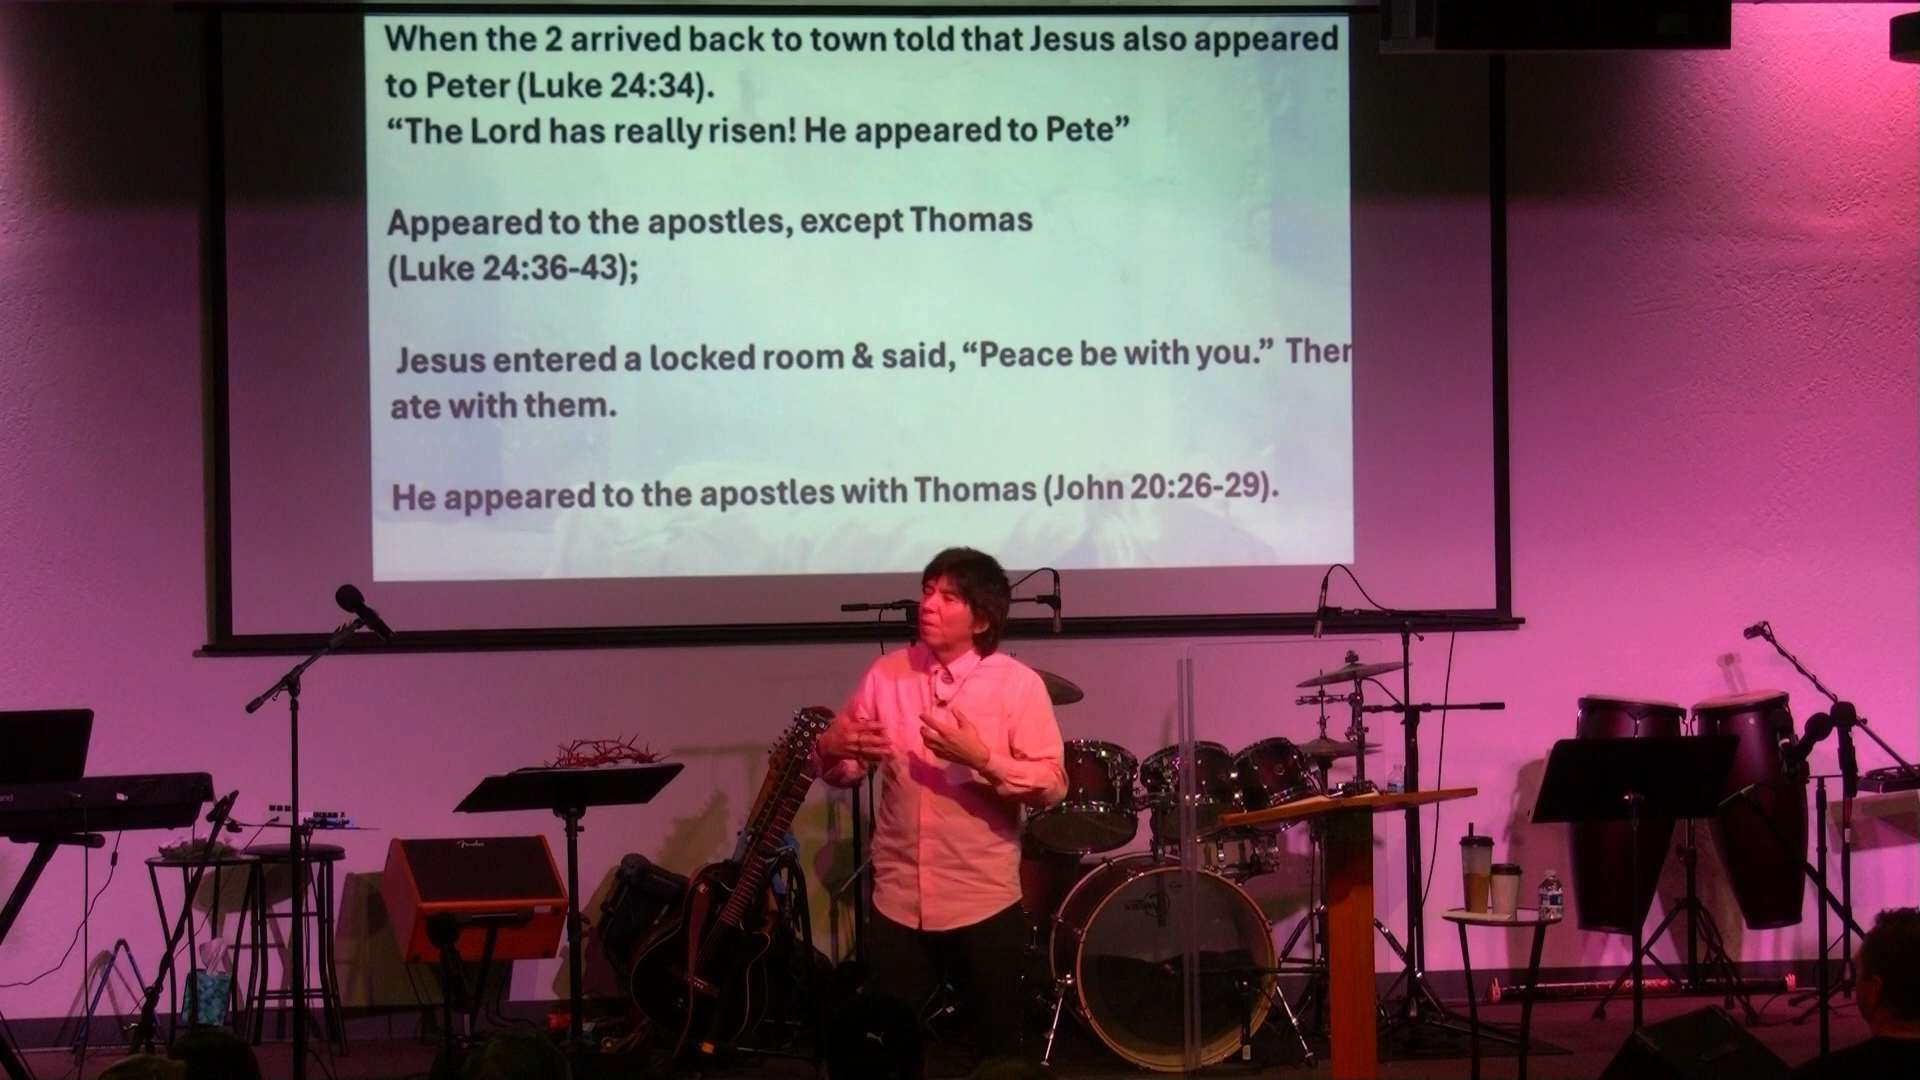 When the 2 arrived back to town told that Jesus also appeared
to Peter (Luke 24:34).
“The Lord has really risen! He appeared to Pete”
Appeared to the apostles, except Thomas
(Luke 24:36-43);
Jesus entered a locked room & said, “Peace be with you.” Then
ate with them.
He appeared to the apostles with Thomas (John 20:26-29).
Fender